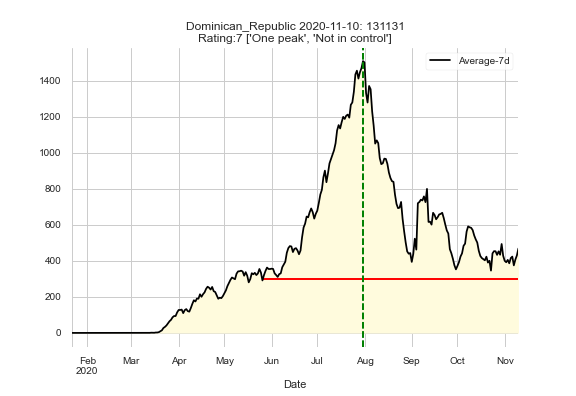 Dominican_Republic 2020-11-10: 131131
Rating:7 ['One peak', 'Not in control']
Average-7d
1400
1200
1000
800
600
400
200
0
Feb Mar Apr May Jun Jul Aug Sep Oct Nov
2020
Date